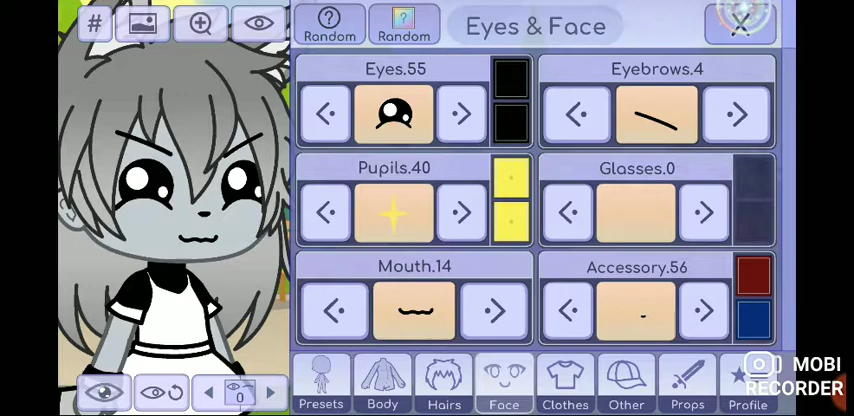 #
Random
Random
Eyes & Face
X
Eyes.55
Eyebrows.4
Pupils.40
Glasses.0
Mouth.14
Accessory.56
0
Presets
Body
Hairs
Face
Clothes
Other
Props
Profile
MOBI
RECORDER